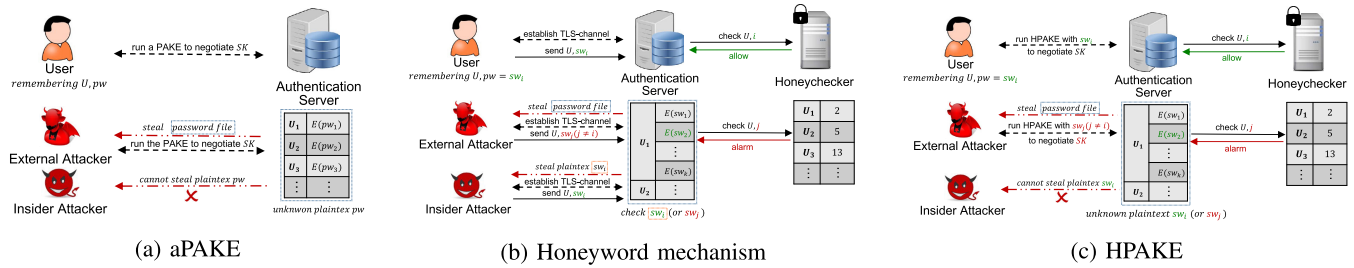 run a PAKE to negotiate SK
User
remembering U, pw
Authentication
Server
steal password file
External Attacker
run the PAKE to negotiate SK
cannot steal plaintex pw
Insider Attacker
U1 E(pw1)
U2 E(pw2)
U3 E(pw3)
⋮ ⋮
unknwon plaintex pw
(a) aPAKE
establish TLS-channel
send U, swi
User
remembering U, pw = swi
Authentication
Server
check U, i
allow
Honeychecker
steal password file
establish TLS-channel
send U, swj(j ≠ i)
External Attacker
steal plaintex swi
establish TLS-channel
send U, swi
Insider Attacker
U1
E(sw1)
E(sw2)
⋮
E(swk)
U2 ⋮
check swi (or swj)
check U, j
alarm
U1 2
U2 5
U3 13
⋮ ⋮
(b) Honeyword mechanism
run HPAKE with swi
to negotiate SK
User
remembering U, pw = swi
Authentication
Server
check U, i
allow
Honeychecker
steal password file
run HPAKE with swj(j ≠ i)
to negotiate SK
External Attacker
cannot steal plaintex swi
Insider Attacker
U1
E(sw1)
E(sw2)
⋮
E(swk)
U2 ⋮
unknown plaintext swi (or swj)
check U, j
alarm
U1 2
U2 5
U3 13
⋮ ⋮
(c) HPAKE